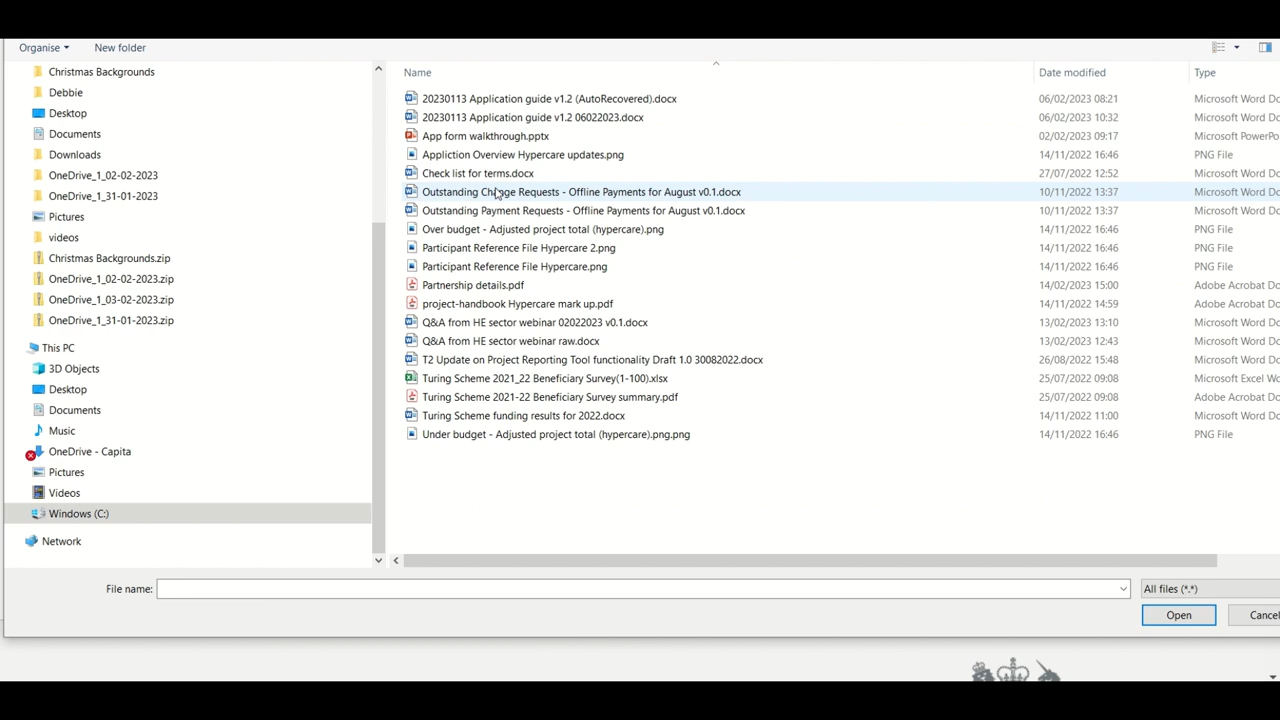 Organise New folder
Christmas Backgrounds
Debbie
Desktop
Documents
Downloads
OneDrive_1_02-02-2023
OneDrive_1_31-01-2023
Pictures
videos
Christmas Backgrounds.zip
OneDrive_1_02-02-2023.zip
OneDrive_1_03-02-2023.zip
OneDrive_1_31-01-2023.zip
This PC
3D Objects
Desktop
Documents
Music
OneDrive - Capita
Pictures
Videos
Windows (C:)
Network
Name Date modified Type
20230113 Application guide v1.2 (AutoRecovered).docx 06/02/2023 08:21 Microsoft Word Do
20230113 Application guide v1.2 06022023.docx 06/02/2023 10:32 Microsoft Word Do
App form walkthrough.pptx 02/02/2023 09:17 Microsoft PowerPo
Appliction Overview Hypercare updates.png 14/11/2022 16:46 PNG File
Check list for terms.docx 27/07/2022 12:52 Microsoft Word Do
Outstanding Change Requests - Offline Payments for August v0.1.docx 10/11/2022 13:37 Microsoft Word Do
Outstanding Payment Requests - Offline Payments for August v0.1.docx 10/11/2022 13:37 Microsoft Word Do
Over budget - Adjusted project total (hypercare).png 14/11/2022 16:46 PNG File
Participant Reference File Hypercare 2.png 14/11/2022 16:46 PNG File
Participant Reference File Hypercare.png 14/11/2022 16:46 PNG File
Partnership details.pdf 14/02/2023 15:00 Adobe Acrobat Do
project-handbook Hypercare mark up.pdf 14/11/2022 14:59 Adobe Acrobat Do
Q&A from HE sector webinar 02022023 v0.1.docx 13/02/2023 13:10 Microsoft Word Do
Q&A from HE sector webinar raw.docx 13/02/2023 12:43 Microsoft Word Do
T2 Update on Project Reporting Tool functionality Draft 1.0 30082022.docx 26/08/2022 15:48 Microsoft Word Do
Turing Scheme 2021_22 Beneficiary Survey(1-100).xlsx 25/07/2022 09:08 Microsoft Excel Wo
Turing Scheme 2021-22 Beneficiary Survey summary.pdf 25/07/2022 09:08 Adobe Acrobat Do
Turing Scheme funding results for 2022.docx 14/11/2022 11:00 Microsoft Word Do
Under budget - Adjusted project total (hypercare).png.png 14/11/2022 16:46 PNG File
File name: All files (*.*)
Open Cancel